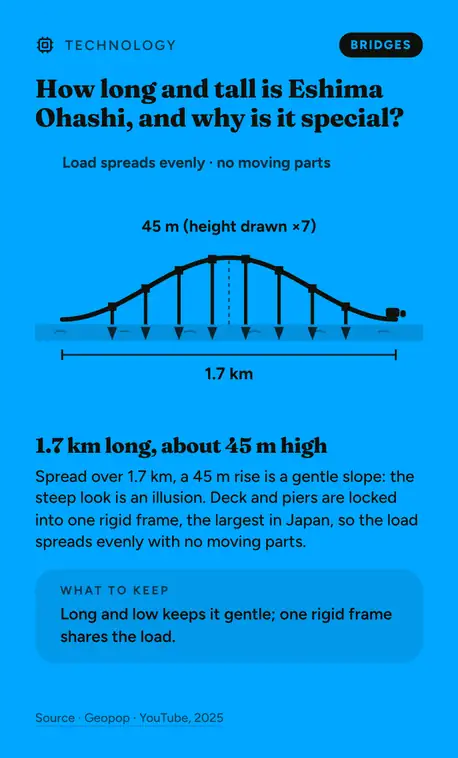 TECHNOLOGY
BRIDGES
How long and tall is Eshima
Ohashi, and why is it special?
Load spreads evenly · no moving parts
45 m (height drawn ×7)
1.7 km
1.7 km long, about 45 m high
Spread over 1.7 km, a 45 m rise is a gentle slope: the
steep look is an illusion. Deck and piers are locked
into one rigid frame, the largest in Japan, so the load
spreads evenly with no moving parts.
WHAT TO KEEP
Long and low keeps it gentle; one rigid frame
shares the load.
Source · Geopop · YouTube, 2025